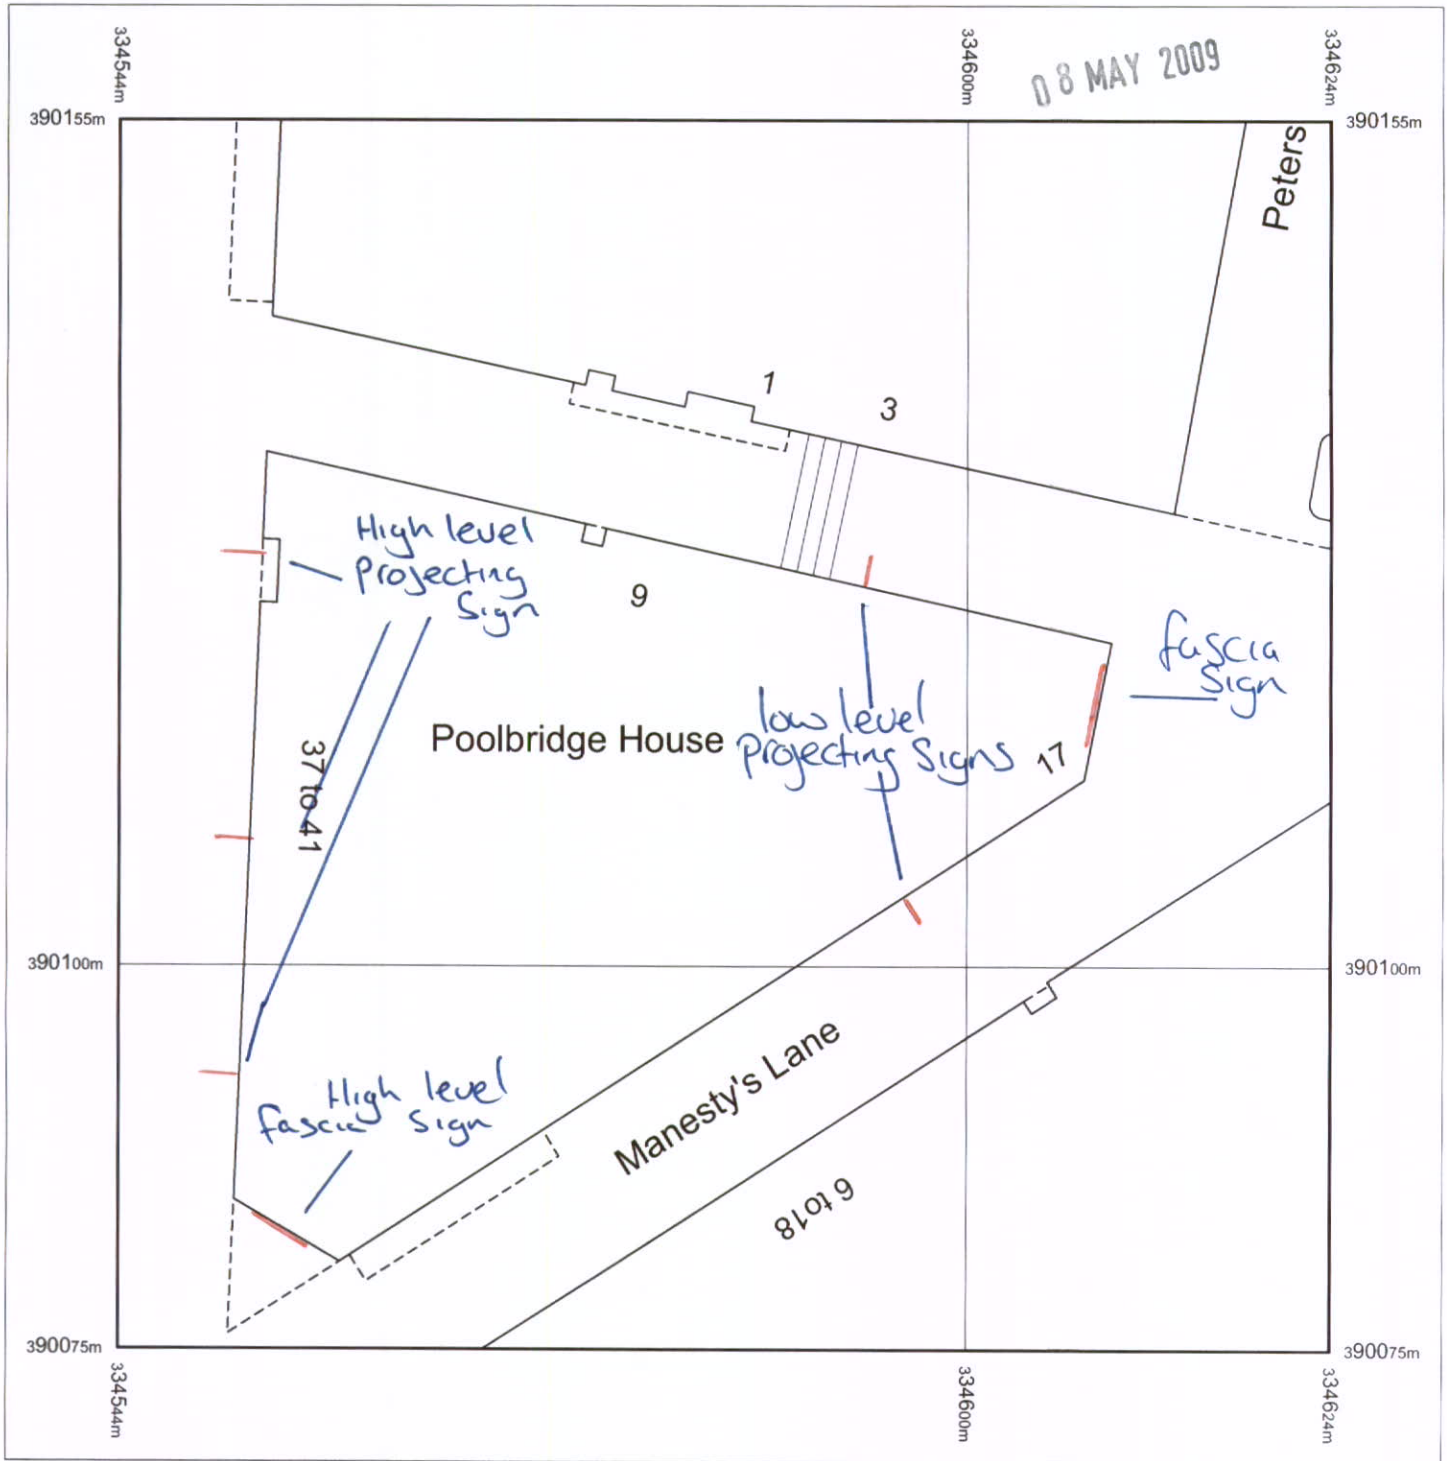 334544m
334600m
334624m
08 MAY 2009
390155m
390155m
Peters
1
3
High level
Projecting
Sign
9
fascia
Sign
low level
Projecting Signs
Poolbridge House
17
37 to 41
390100m
390100m
Manesty's Lane
High level
fascia Sign
6 to 18
390075m
390075m
334544m
334600m
334624m